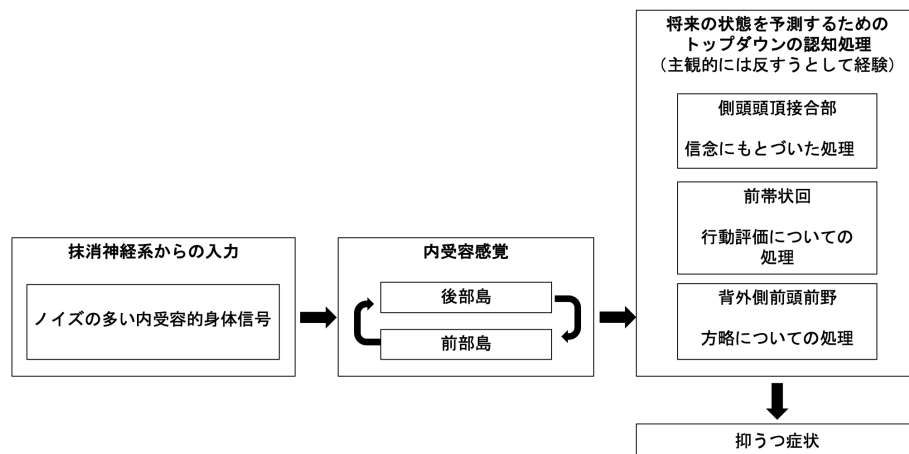 将来の状態を予測するための
トップダウンの認知処理
（主観的には反すうとして経験）
側頭頭頂接合部
信念にもとづいた処理
前帯状回
行動評価についての
処理
背外側前頭前野
方略についての処理
抹消神経系からの入力
ノイズの多い内受容的身体信号
内受容感覚
後部島
前部島
抑うつ症状